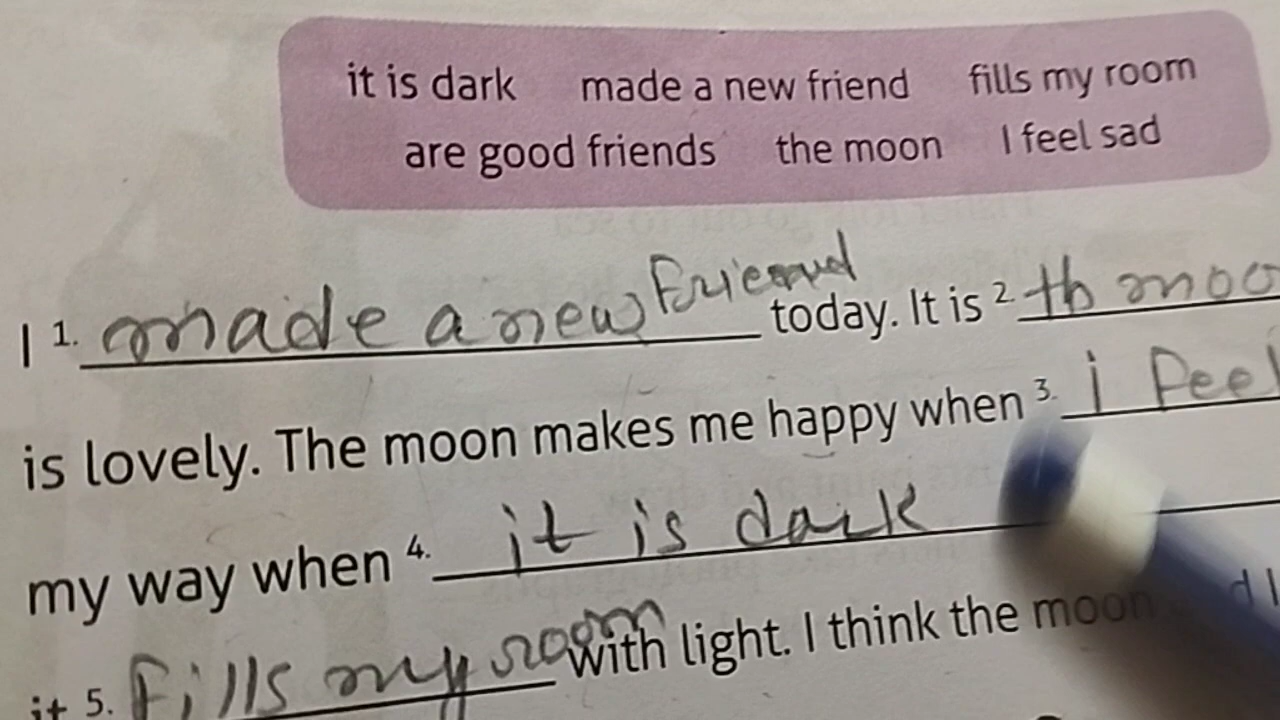 it is dark made a new friend fills my room
are good friends the moon I feel sad
I 1. made a new Friend today. It is 2. th moo
is lovely. The moon makes me happy when 3. i feel
my way when 4. it is dark
it 5. Fills my room with light. I think the moon